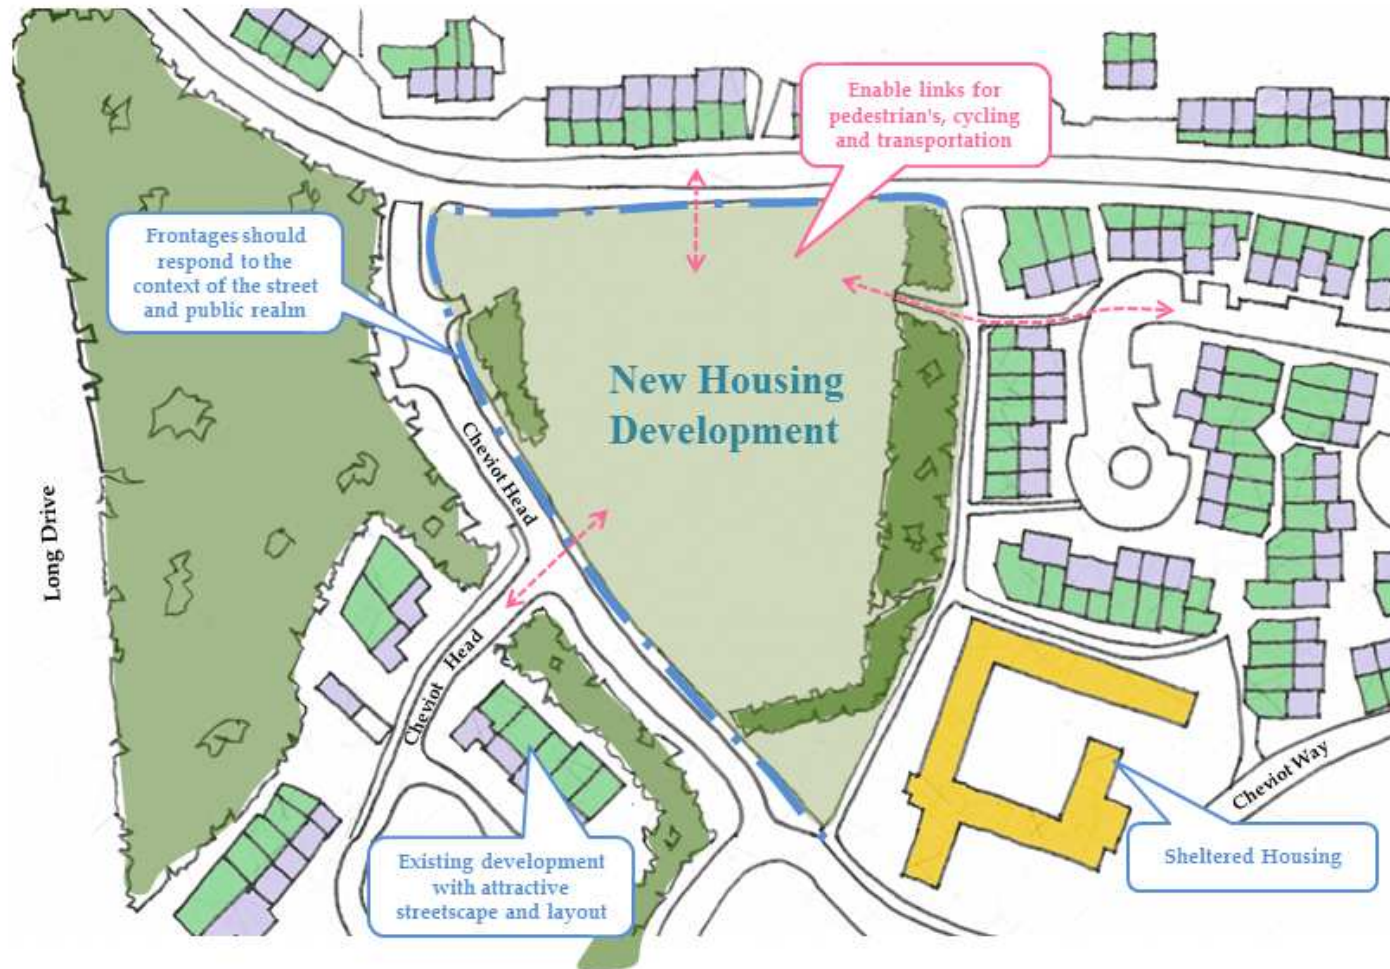 Enable links for
pedestrian's, cycling
and transportation
Frontages should
respond to the
context of the street
and public realm
New Housing
Development
Cheviot Head
Long Drive
Cheviot Head
Cheviot Way
Existing development
with attractive
streetscape and layout
Sheltered Housing